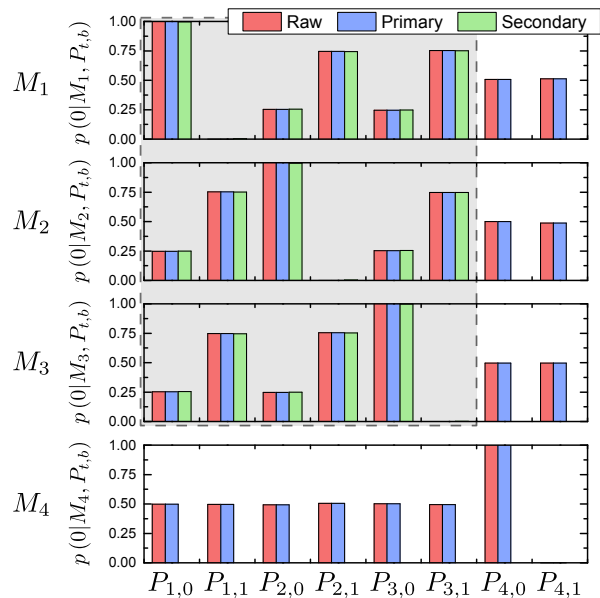 Raw Primary Secondary
M1 p(0|M1, Pt,b) 1.00 0.75 0.50 0.25 0.00
M2 p(0|M2, Pt,b) 1.00 0.75 0.50 0.25 0.00
M3 p(0|M3, Pt,b) 1.00 0.75 0.50 0.25 0.00
M4 p(0|M4, Pt,b) 1.00 0.75 0.50 0.25 0.00
P1,0 P1,1 P2,0 P2,1 P3,0 P3,1 P4,0 P4,1